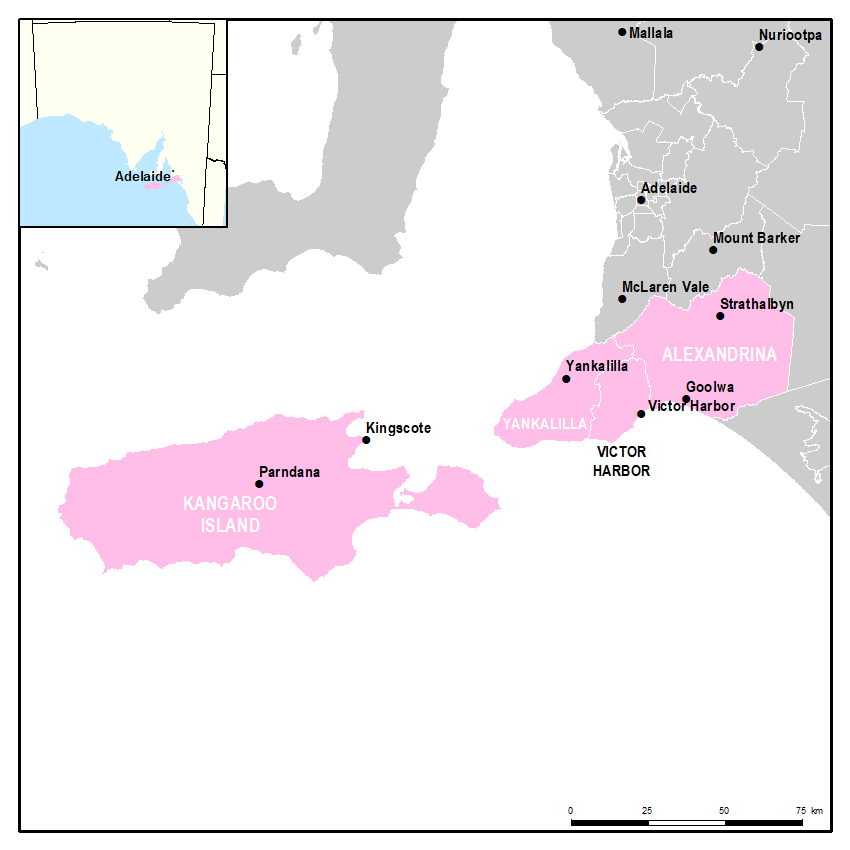 Mallala
Nuriootpa
Adelaide
Adelaide
Mount Barker
McLaren Vale
Strathalbyn
ALEXANDRINA
Yankalilla
Goolwa
Victor Harbor
YANKALILLA
Kingscote
VICTOR
HARBOR
Parndana
KANGAROO
ISLAND
0 25 50 75 km